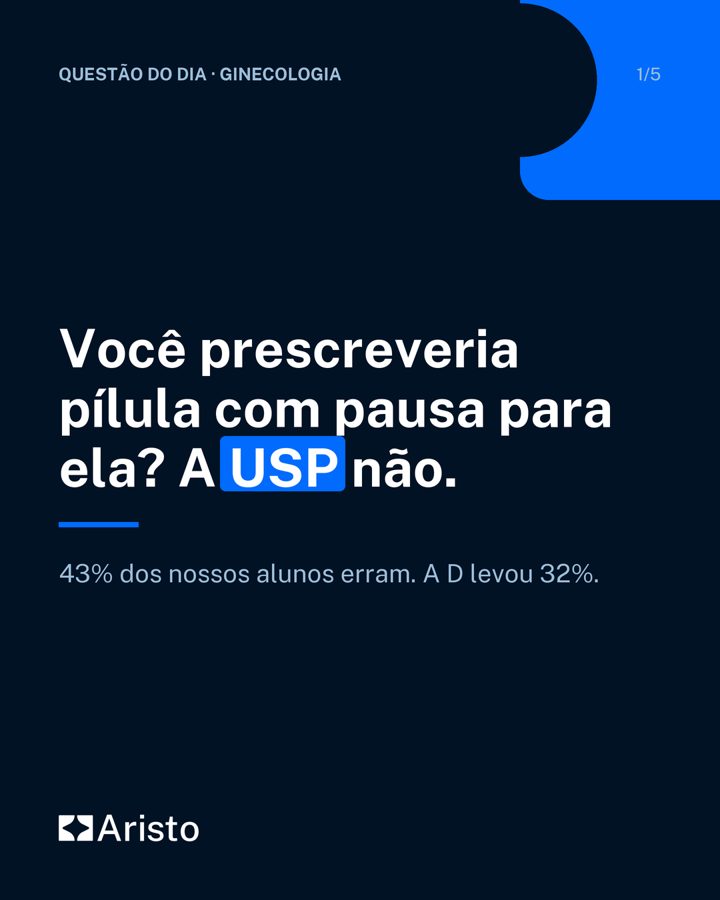 QUESTÃO DO DIA · GINECOLOGIA
1/5
Você prescreveria
pílula com pausa para
ela? A USP não.
43% dos nossos alunos erram. A D levou 32%.
Aristo